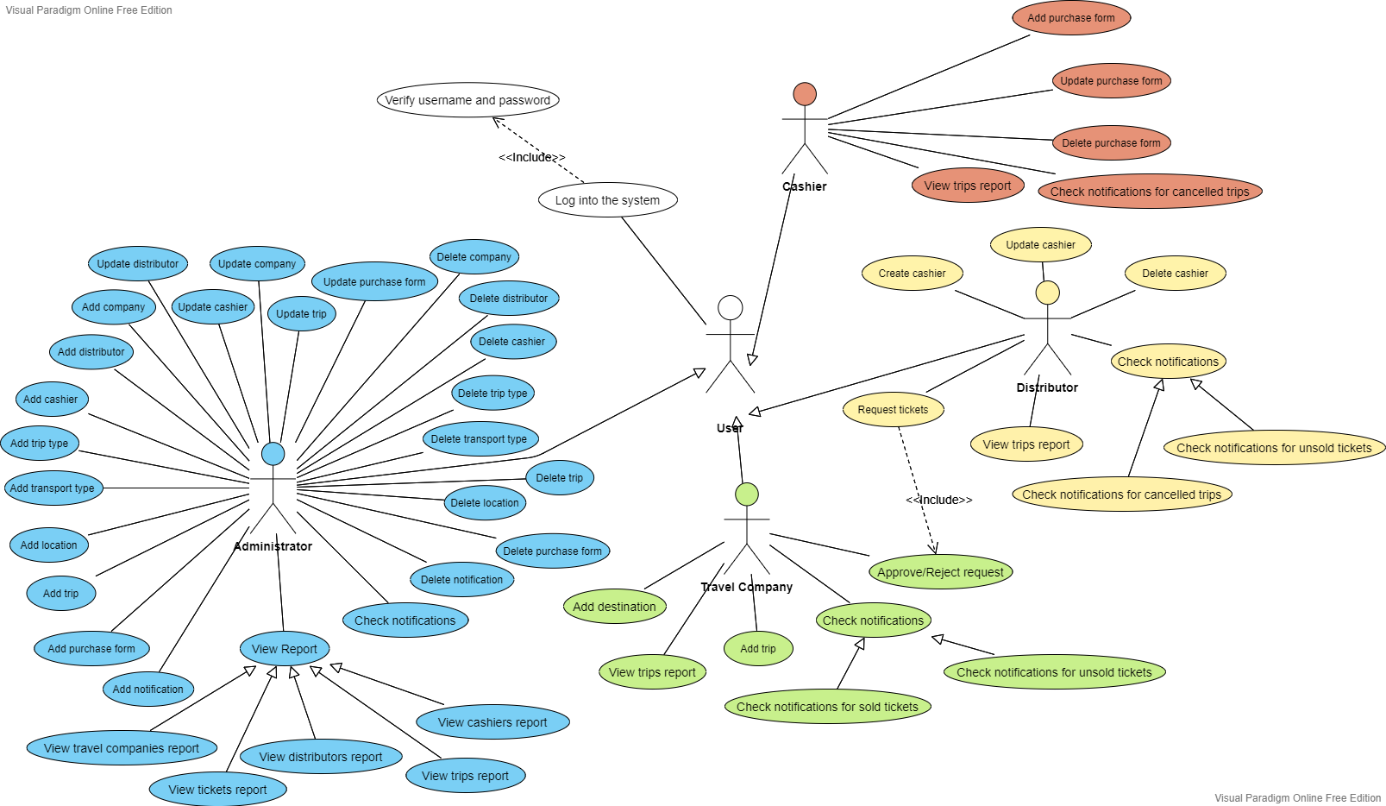 Visual Paradigm Online Free Edition
Add purchase form
Update purchase form
Verify username and password
Delete purchase form
<<Include>>
Cashier
View trips report
Check notifications for cancelled trips
Log into the system
Update cashier
Create cashier
Delete cashier
Update distributor
Update company
Delete company
Update purchase form
Delete distributor
Add company
Update cashier
Update trip
Delete cashier
Add distributor
Check notifications
Distributor
Add cashier
Delete trip type
Request tickets
User
Add trip type
Delete transport type
View trips report
Check notifications for unsold tickets
Add transport type
Delete trip
Delete location
Check notifications for cancelled trips
<<Include>>
Add location
Administrator
Delete purchase form
Approve/Reject request
Delete notification
Travel Company
Add trip
Add destination
Check notifications
Check notifications
Add purchase form
View Report
Add trip
View trips report
Check notifications for unsold tickets
Add notification
Check notifications for sold tickets
View cashiers report
View travel companies report
View distributors report
View trips report
View tickets report
Visual Paradigm Online Free Edition